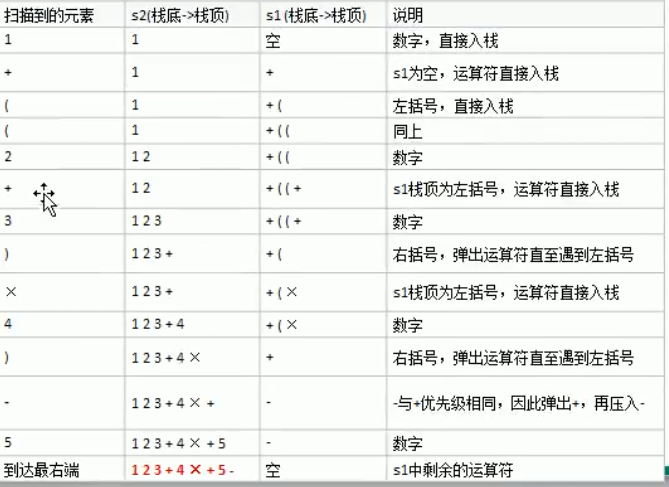 扫描到的元素 s2(栈底->栈顶) s1(栈底->栈顶) 说明
1 1 空 数字，直接入栈
+ 1 + s1为空，运算符直接入栈
( 1 +( 左括号，直接入栈
( 1 +(( 同上
2 1 2 +(( 数字
+ 1 2 +((+ s1栈顶为左括号，运算符直接入栈
3 1 2 3 +((+ 数字
) 1 2 3 + +( 右括号，弹出运算符直至遇到左括号
× 1 2 3 + +(× s1栈顶为左括号，运算符直接入栈
4 1 2 3 + 4 +(× 数字
) 1 2 3 + 4 × + 右括号，弹出运算符直至遇到左括号
- 1 2 3 + 4 × + - -与+优先级相同，因此弹出+，再压入-
5 1 2 3 + 4 × + 5 - 数字
到达最右端 1 2 3 + 4 × + 5 - 空 s1中剩余的运算符